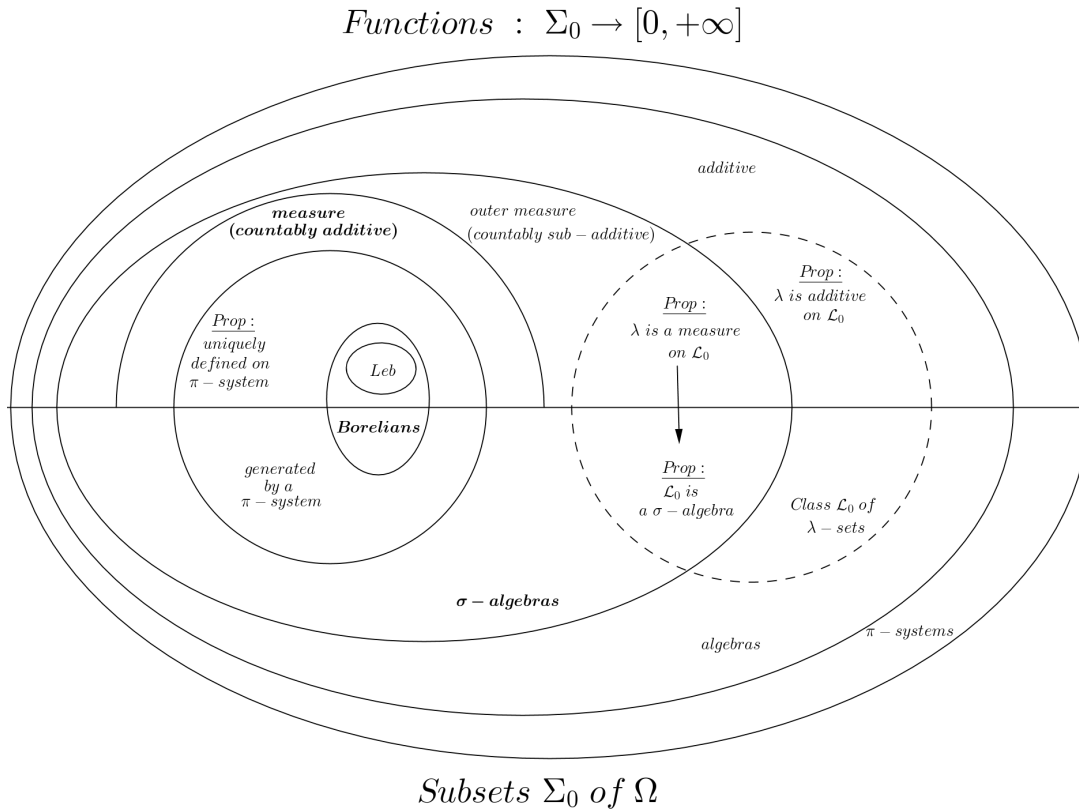 Functions : Σ₀ → [0, +∞]
additive
measure
(countably additive)
outer measure
(countably sub − additive)
Prop :
λ is additive
on ℒ₀
Prop :
λ is a measure
on ℒ₀
Prop :
uniquely
defined on
π − system
Leb
Borelians
generated
by a
π − system
Prop :
ℒ₀ is
a σ − algebra
Class ℒ₀ of
λ − sets
σ − algebras
π − systems
algebras
Subsets Σ₀ of Ω